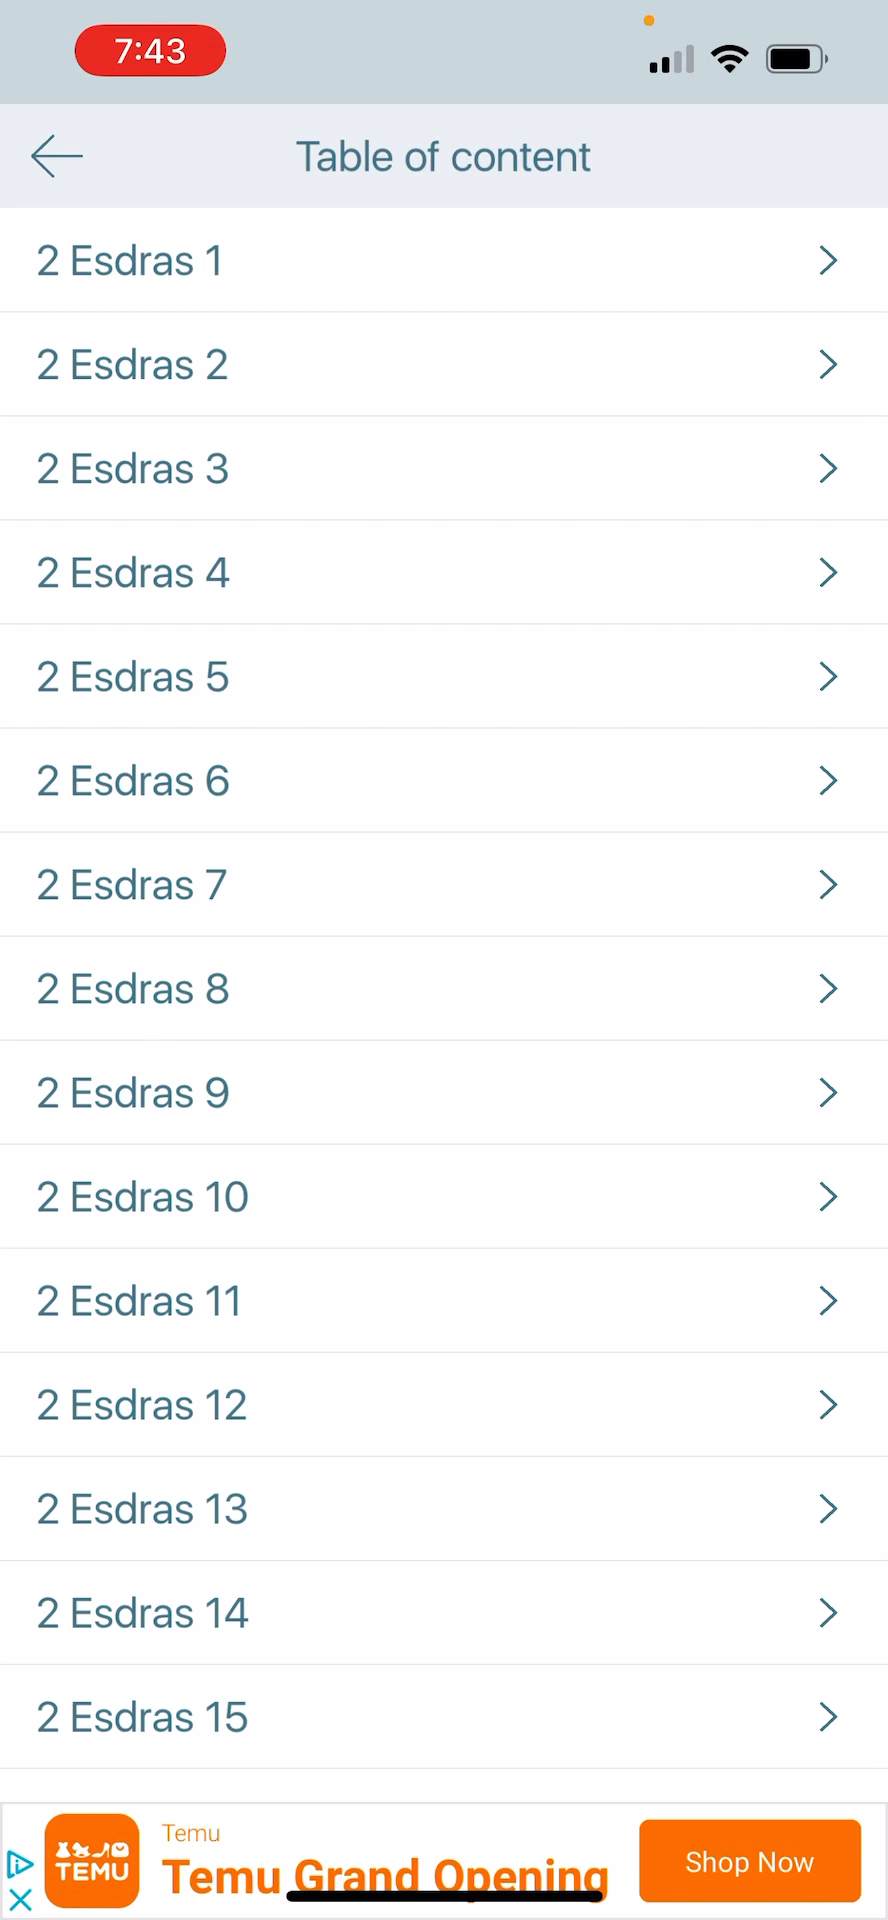 7:43
Table of content
2 Esdras 1
2 Esdras 2
2 Esdras 3
2 Esdras 4
2 Esdras 5
2 Esdras 6
2 Esdras 7
2 Esdras 8
2 Esdras 9
2 Esdras 10
2 Esdras 11
2 Esdras 12
2 Esdras 13
2 Esdras 14
2 Esdras 15
Temu
TEMU
Temu Grand Opening
Shop Now